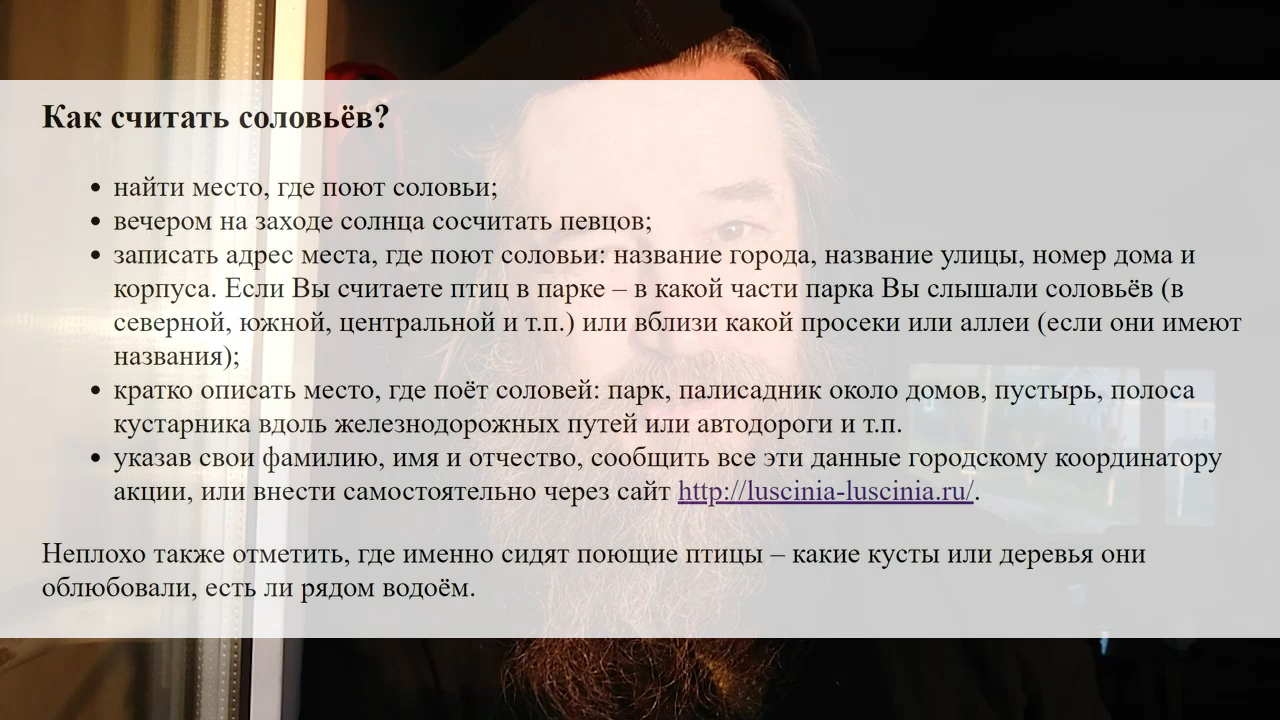 Как считать соловьёв?
найти место, где поют соловьи;
вечером на заходе солнца сосчитать певцов;
записать адрес места, где поют соловьи: название города, название улицы, номер дома и
корпуса. Если Вы считаете птиц в парке – в какой части парка Вы слышали соловьёв (в
северной, южной, центральной и т.п.) или вблизи какой просеки или аллеи (если они имеют
названия);
кратко описать место, где поёт соловей: парк, палисадник около домов, пустырь, полоса
кустарника вдоль железнодорожных путей или автодороги и т.п.
указав свои фамилию, имя и отчество, сообщить все эти данные городскому координатору
акции, или внести самостоятельно через сайт http://luscinia-luscinia.ru/.
Неплохо также отметить, где именно сидят поющие птицы – какие кусты или деревья они
облюбовали, есть ли рядом водоём.